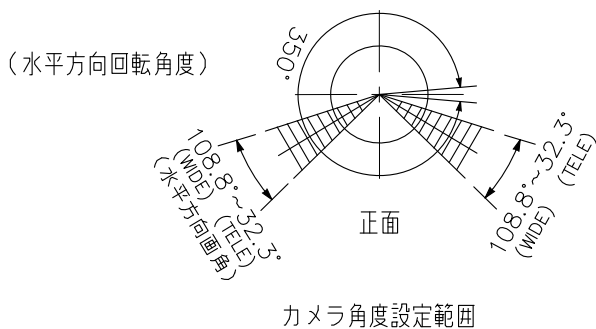 350°
(水平方向回転角度)
108.8°~32.3°
(WIDE) (TELE)
(水平方向画角)
108.8°~32.3°
(WIDE) (TELE)
正面
カメラ角度設定範囲